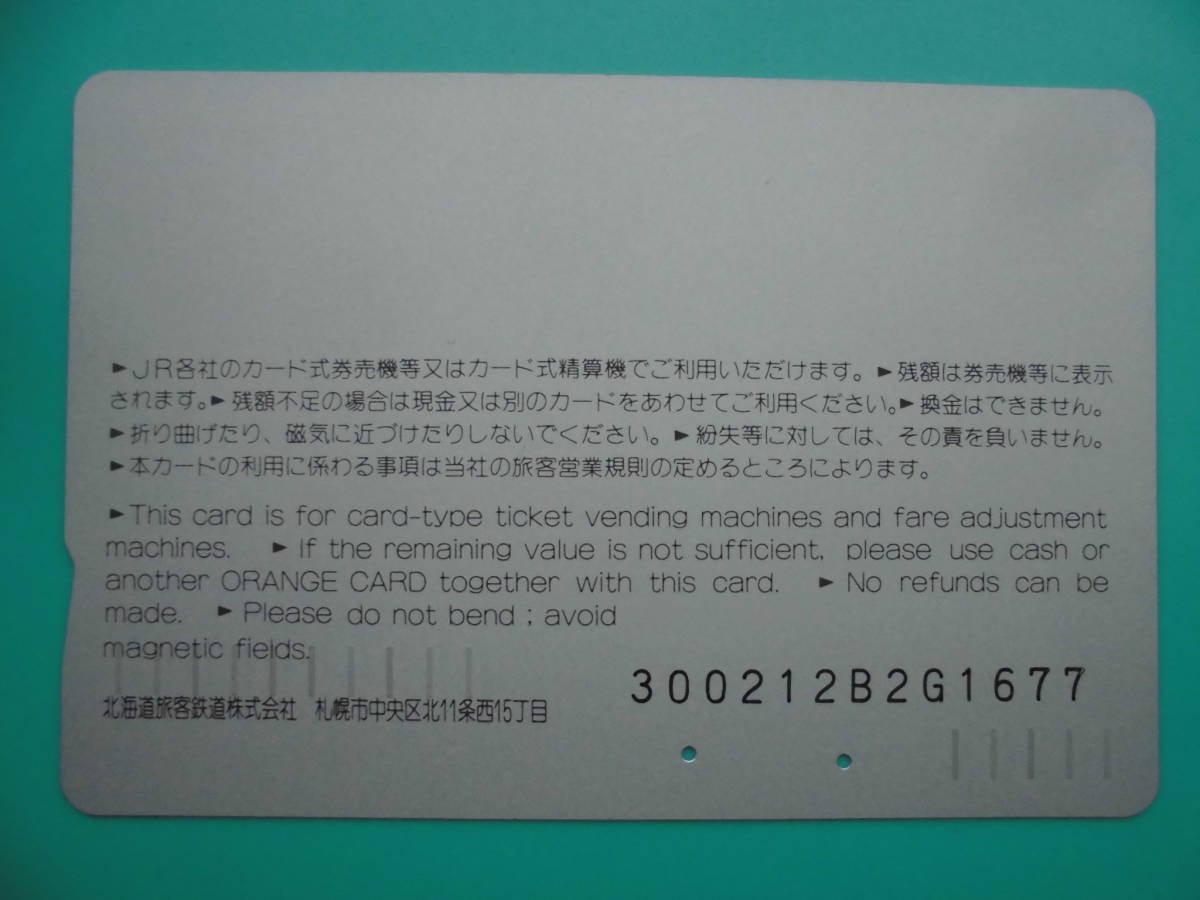 ►JR各社のカード式券売機等又はカード式精算機でご利用いただけます。►残額は券売機等に表示
されます。►残額不足の場合は現金又は別のカードをあわせてご利用ください。►換金はできません。
►折り曲げたり、磁気に近づけたりしないでください。►紛失等に対しては、その責を負いません。
►本カードの利用に係わる事項は当社の旅客営業規則の定めるところによります。
►This card is for card-type ticket vending machines and fare adjustment
machines. ►If the remaining value is not sufficient, please use cash or
another ORANGE CARD together with this card. ►No refunds can be
made. ►Please do not bend ; avoid
magnetic fields.
300212B2G1677
北海道旅客鉄道株式会社 札幌市中央区北11条西15丁目